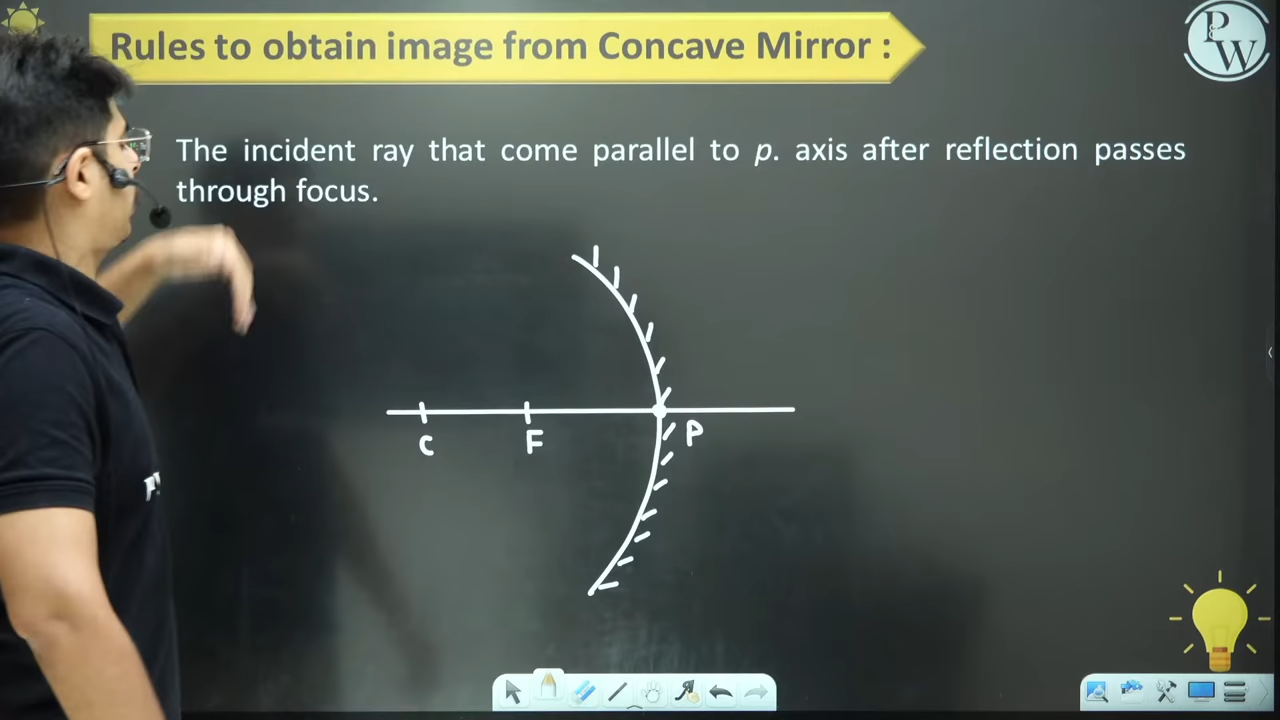 Rules to obtain image from Concave Mirror :
PW
The incident ray that come parallel to p. axis after reflection passes
through focus.
C
F
P